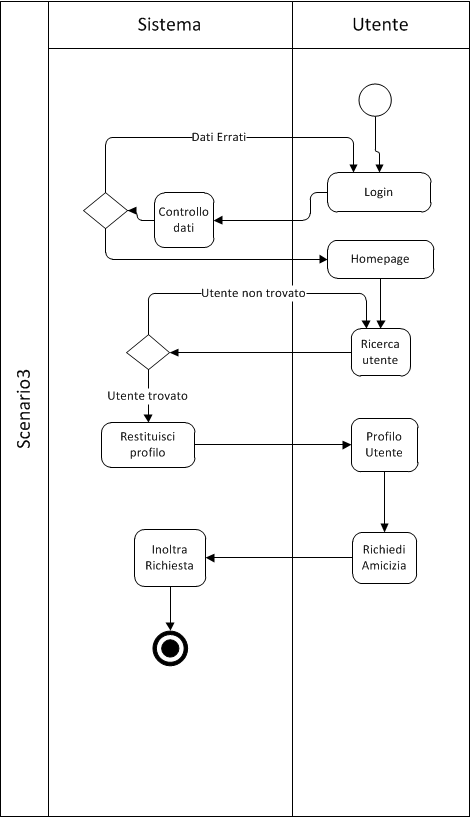 Sistema
Utente
Dati Errati
Login
Controllo
dati
Homepage
Utente non trovato
Ricerca
utente
Utente trovato
Restituisci
profilo
Profilo
Utente
Inoltra
Richiesta
Richiedi
Amicizia
Scenario3